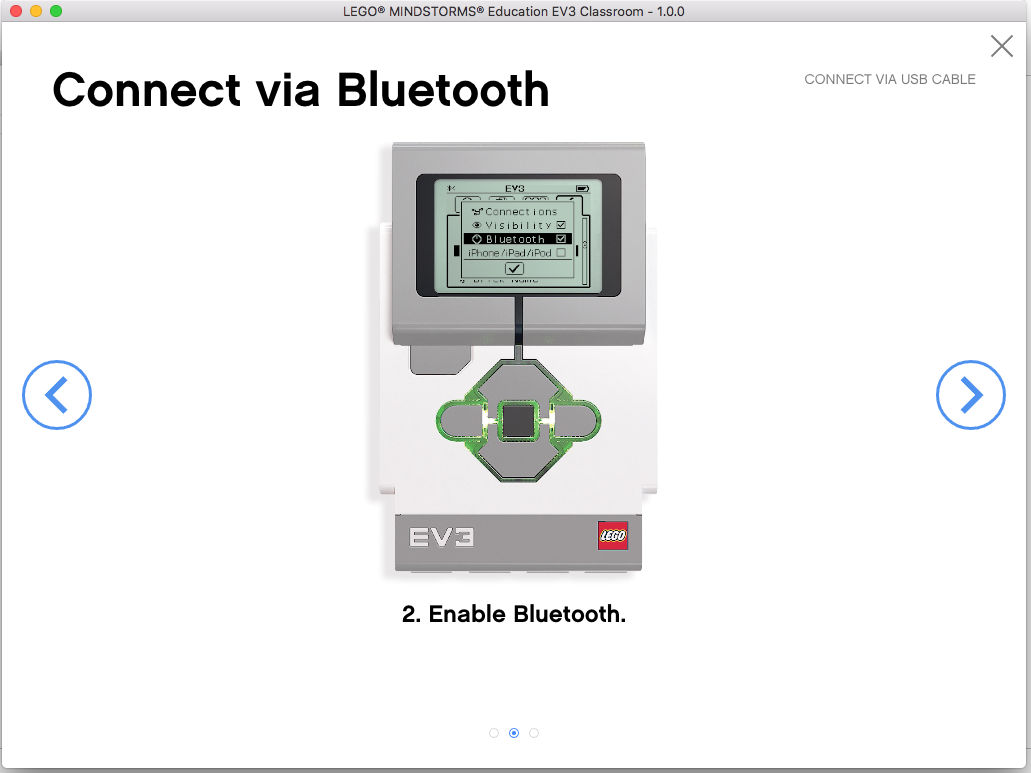 LEGO® MINDSTORMS® Education EV3 Classroom - 1.0.0
Connect via Bluetooth
CONNECT VIA USB CABLE
EV3
Connections
Visibility
Bluetooth
iPhone/iPad/iPod
EV3
LEGO
2. Enable Bluetooth.